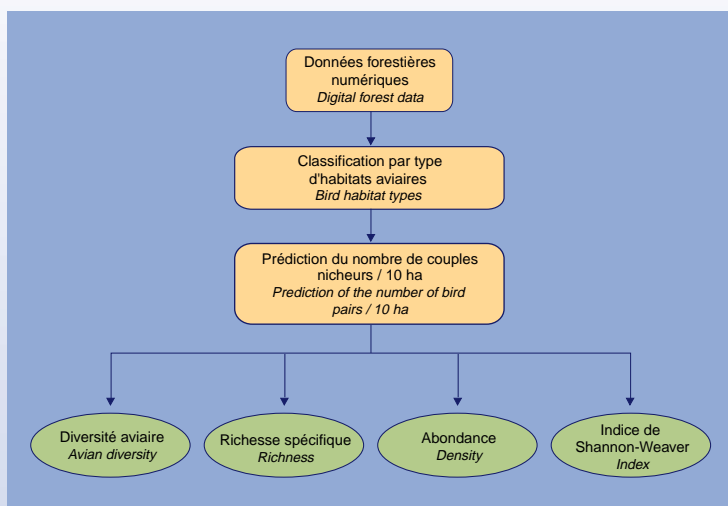 Données forestières
numériques
Digital forest data
Classification par type
d'habitats aviaires
Bird habitat types
Prédiction du nombre de couples
nicheurs / 10 ha
Prediction of the number of bird
pairs / 10 ha
Diversité aviaire
Avian diversity
Richesse spécifique
Richness
Abondance
Density
Indice de
Shannon-Weaver
Index